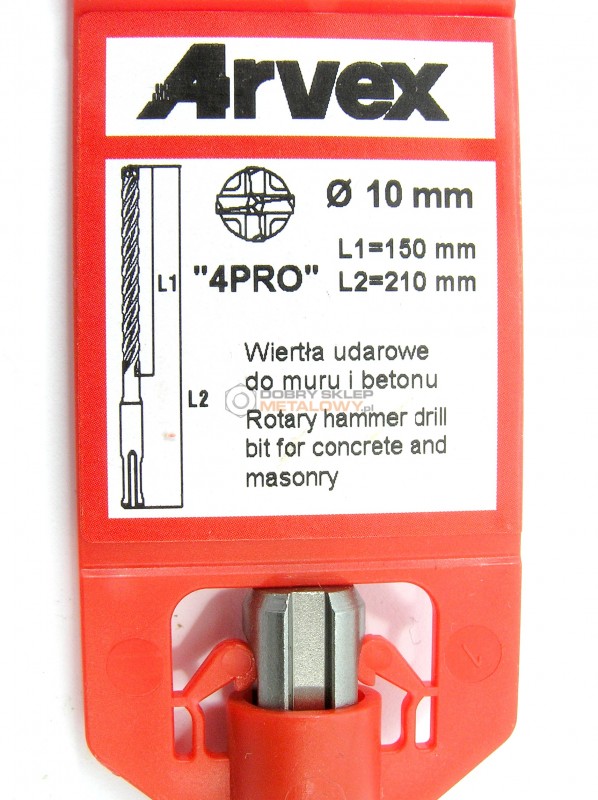 Arvex
Ø 10 mm
L1=150 mm
"4PRO"
L2=210 mm
L1
L2
Wiertła udarowe
do muru i betonu
DOBRY SKLEP
METALOWY.pl
Rotary hammer drill
bit for concrete and
masonry